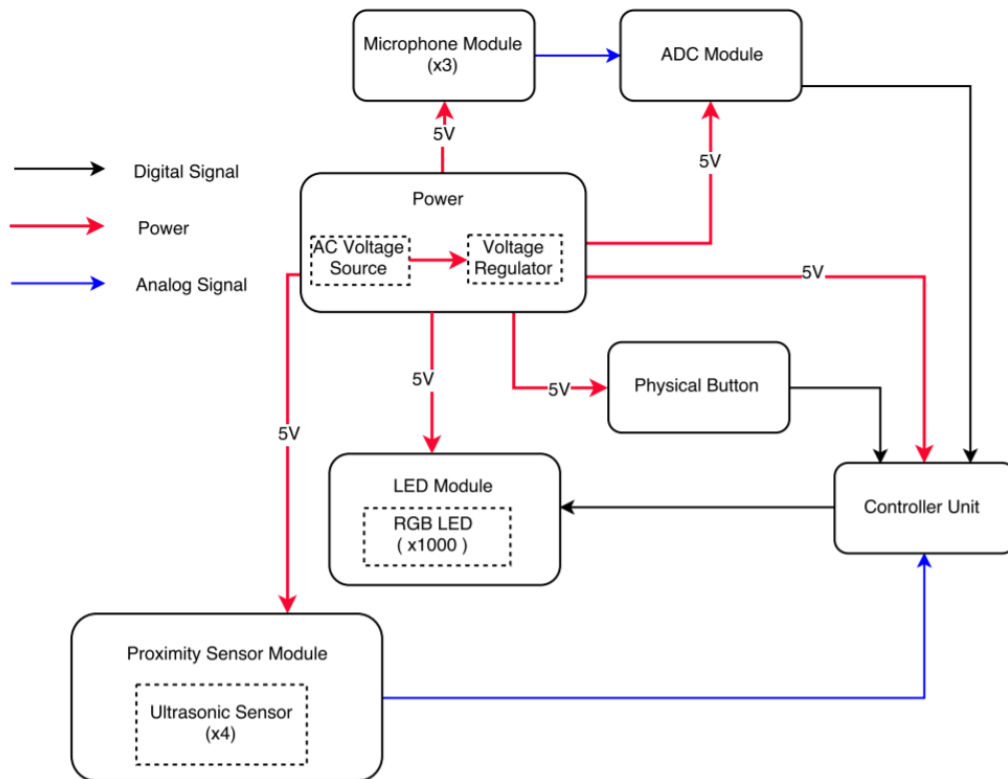 Microphone Module
(x3)
ADC Module
5V
5V
Digital Signal
Power
Analog Signal
Power
AC Voltage
Source
Voltage
Regulator
5V
5V
5V
5V
Physical Button
LED Module
RGB LED
( x1000 )
Controller Unit
Proximity Sensor Module
Ultrasonic Sensor
(x4)